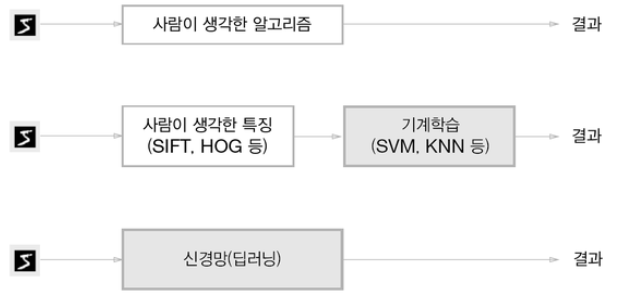 사람이 생각한 알고리즘
결과
사람이 생각한 특징
(SIFT, HOG 등)
기계학습
(SVM, KNN 등)
결과
신경망(딥러닝)
결과